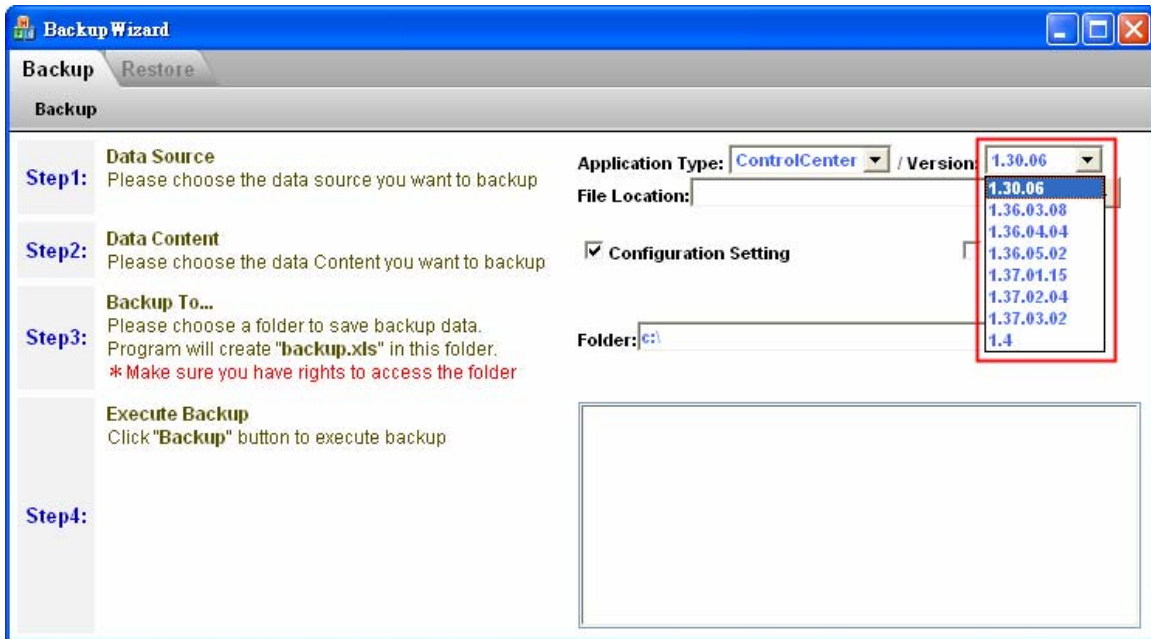 Backup Wizard
Backup Restore
Backup
Step1:
Data Source
Please choose the data source you want to backup
Application Type: ControlCenter / Version: 1.30.06
File Location:
1.30.06
1.36.03.08
1.36.04.04
1.36.05.02
1.37.01.15
1.37.02.04
1.37.03.02
1.4
Step2:
Data Content
Please choose the data Content you want to backup
Configuration Setting
Step3:
Backup To...
Please choose a folder to save backup data.
Program will create "backup.xls" in this folder.
* Make sure you have rights to access the folder
Folder: c:\
Step4:
Execute Backup
Click "Backup" button to execute backup